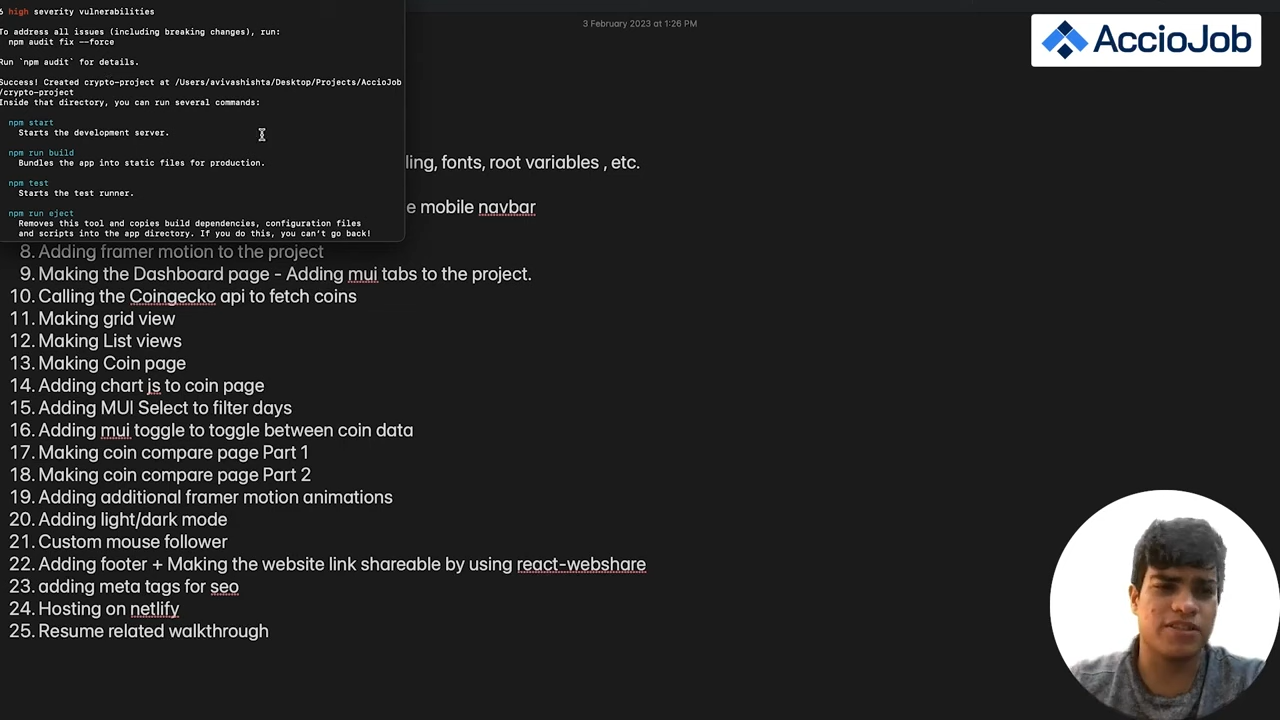 6 high severity vulnerabilities
To address all issues (including breaking changes), run:
npm audit fix --force
Run `npm audit` for details.
Success! Created crypto-project at /Users/avivashishta/Desktop/Projects/AccioJob
/crypto-project
Inside that directory, you can run several commands:
npm start
Starts the development server.
npm run build
Bundles the app into static files for production.
npm test
Starts the test runner.
npm run eject
Removes this tool and copies build dependencies, configuration files
and scripts into the app directory. If you do this, you can't go back!
3 February 2023 at 1:26 PM
AccioJob
ling, fonts, root variables , etc.
e mobile navbar
8. Adding framer motion to the project
9. Making the Dashboard page - Adding mui tabs to the project.
10. Calling the Coingecko api to fetch coins
11. Making grid view
12. Making List views
13. Making Coin page
14. Adding chart js to coin page
15. Adding MUI Select to filter days
16. Adding mui toggle to toggle between coin data
17. Making coin compare page Part 1
18. Making coin compare page Part 2
19. Adding additional framer motion animations
20. Adding light/dark mode
21. Custom mouse follower
22. Adding footer + Making the website link shareable by using react-webshare
23. adding meta tags for seo
24. Hosting on netlify
25. Resume related walkthrough